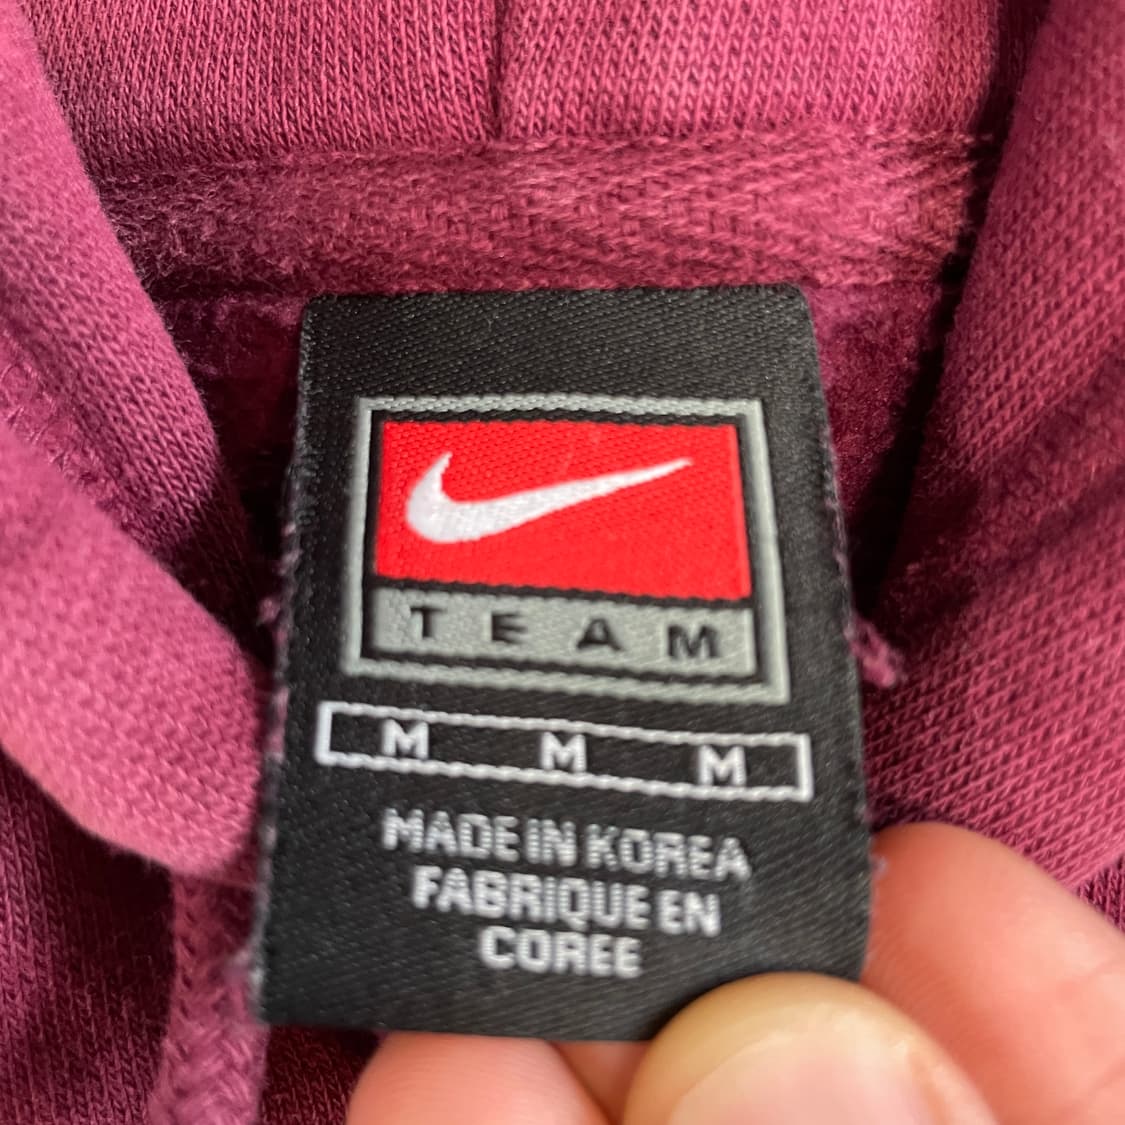 TEAM
M M M
MADE IN KOREA
FABRIQUE EN
COREE